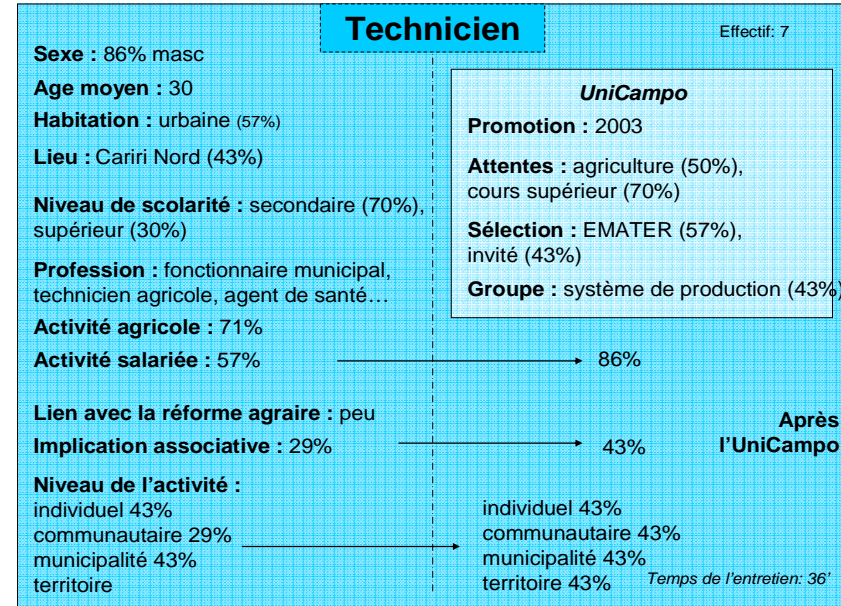 Technicien
Effectif: 7
Sexe : 86% masc
Age moyen : 30
Habitation : urbaine (57%)
Lieu : Cariri Nord (43%)
Niveau de scolarité : secondaire (70%),
supérieur (30%)
Profession : fonctionnaire municipal,
technicien agricole, agent de santé…
Activité agricole : 71%
Activité salariée : 57%
86%
Lien avec la réforme agraire : peu
Implication associative : 29%
43%
Niveau de l'activité :
individuel 43%
communautaire 29%
municipalité 43%
territoire
UniCampo
Promotion : 2003
Attentes : agriculture (50%),
cours supérieur (70%)
Sélection : EMATER (57%),
invité (43%)
Groupe : système de production (43%)
Après
l'UniCampo
individuel 43%
communautaire 43%
municipalité 43%
territoire 43%
Temps de l'entretien: 36'